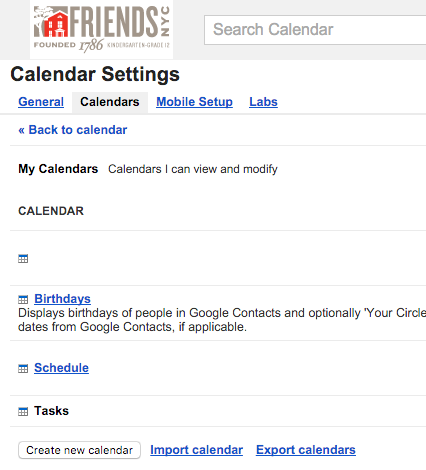 FRIENDS NYC
FOUNDED 1786 KINDERGARTEN-GRADE 12
Search Calendar
Calendar Settings
General Calendars Mobile Setup Labs
« Back to calendar
My Calendars Calendars I can view and modify
CALENDAR
Birthdays
Displays birthdays of people in Google Contacts and optionally 'Your Circle
dates from Google Contacts, if applicable.
Schedule
Tasks
Create new calendar Import calendar Export calendars